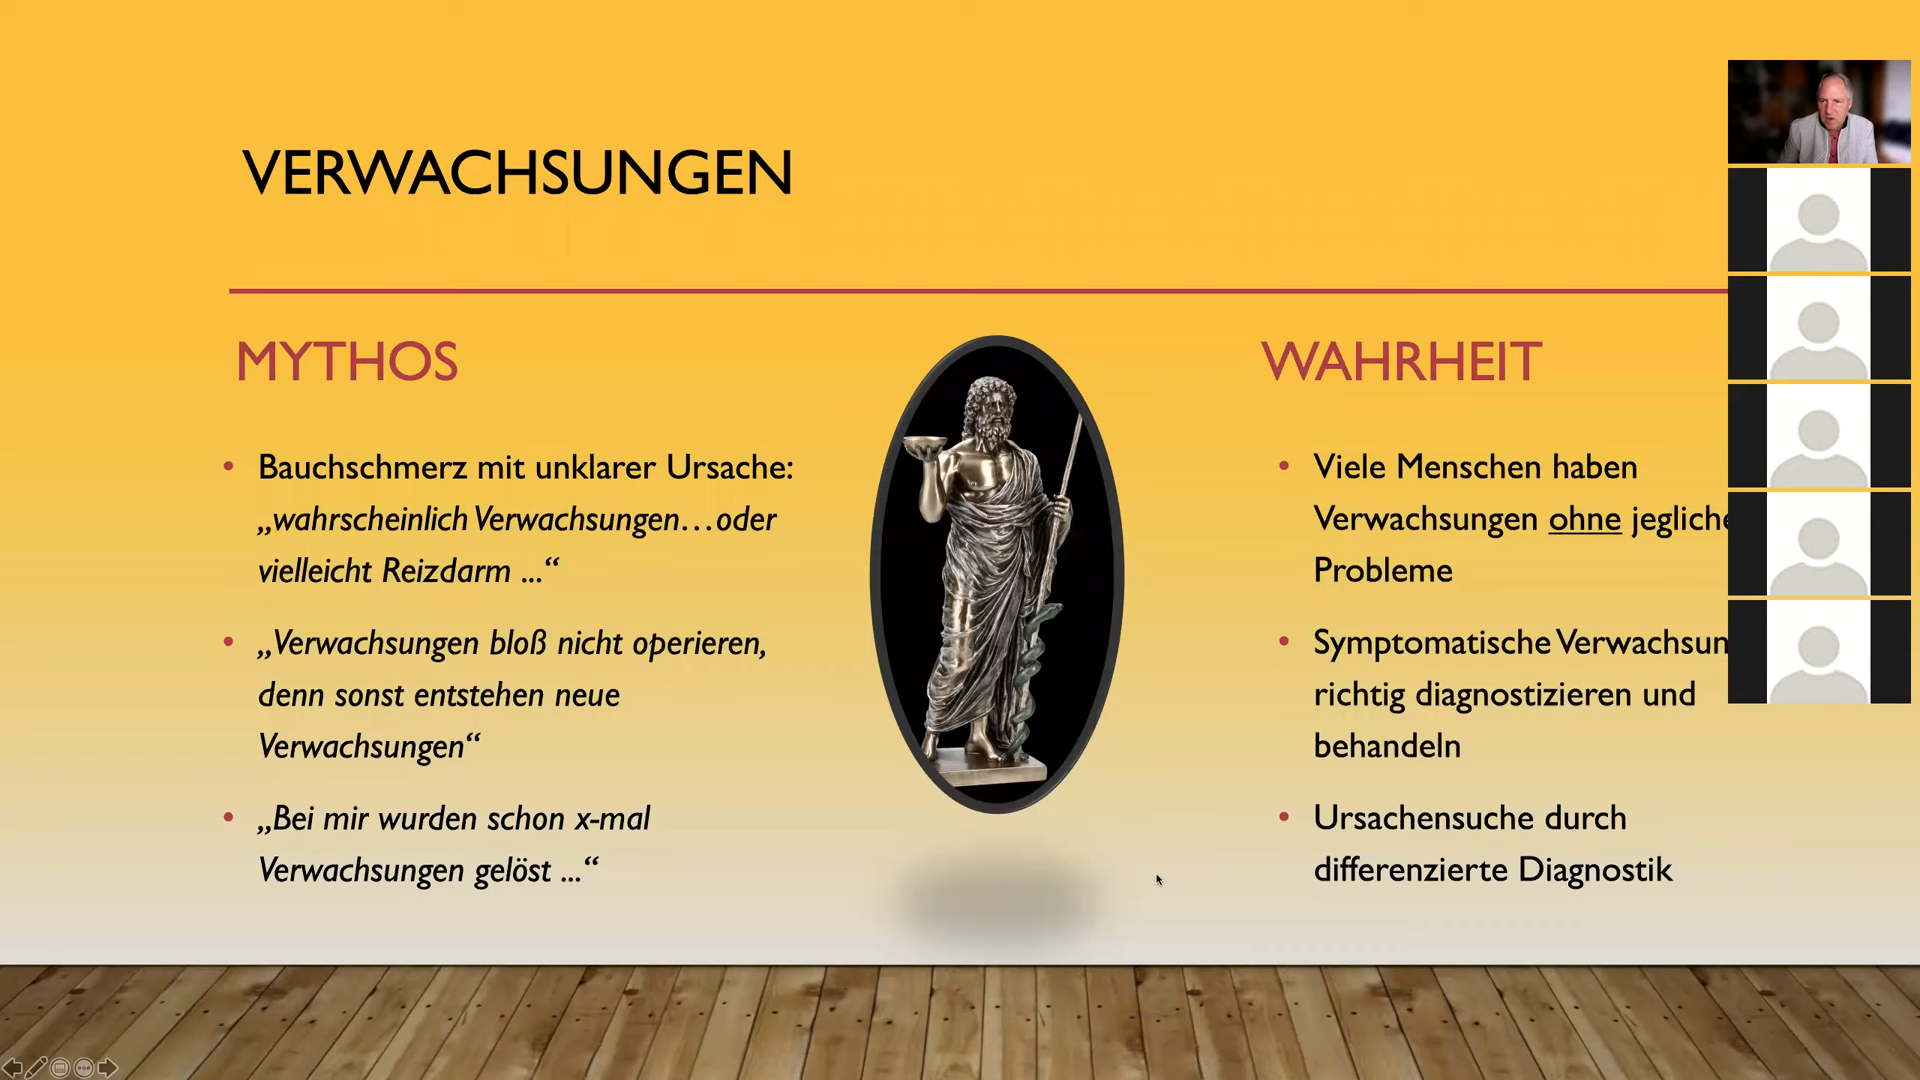 VERWACHSUNGEN
MYTHOS
• Bauchschmerz mit unklarer Ursache:
„wahrscheinlich Verwachsungen…oder
vielleicht Reizdarm ...“
• „Verwachsungen bloß nicht operieren,
denn sonst entstehen neue
Verwachsungen“
• „Bei mir wurden schon x-mal
Verwachsungen gelöst ...“
WAHRHEIT
• Viele Menschen haben
Verwachsungen ohne jegliche
Probleme
• Symptomatische
richtig diagnostizieren und
behandeln
• Ursachensuche durch
differenzierte Diagnostik